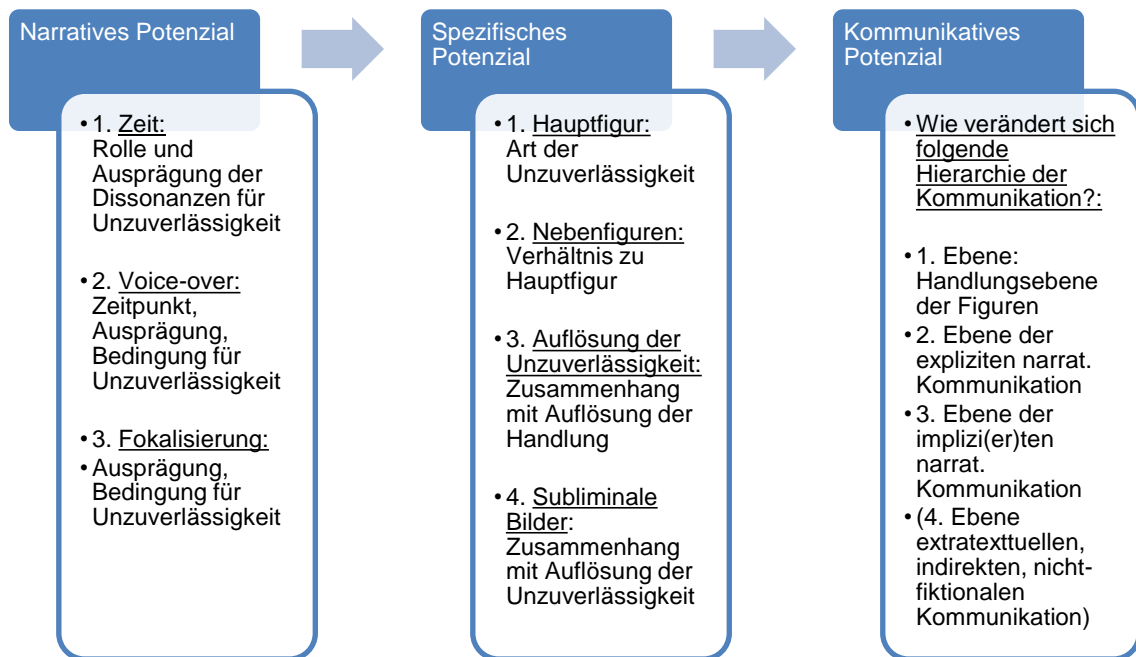 Narratives Potenzial
• 1. Zeit:
Rolle und
Ausprägung der
Dissonanzen für
Unzuverlässigkeit
• 2. Voice-over:
Zeitpunkt,
Ausprägung,
Bedingung für
Unzuverlässigkeit
• 3. Fokalisierung:
• Ausprägung,
Bedingung für
Unzuverlässigkeit
Spezifisches
Potenzial
• 1. Hauptfigur:
Art der
Unzuverlässigkeit
• 2. Nebenfiguren:
Verhältnis zu
Hauptfigur
• 3. Auflösung der
Unzuverlässigkeit:
Zusammenhang
mit Auflösung der
Handlung
• 4. Subliminale
Bilder:
Zusammenhang
mit Auflösung der
Unzuverlässigkeit
Kommunikatives
Potenzial
• Wie verändert sich
folgende
Hierarchie der
Kommunikation?:
• 1. Ebene:
Handlungsebene
der Figuren
• 2. Ebene der
expliziten narrat.
Kommunikation
• 3. Ebene der
implizi(er)ten
narrat.
Kommunikation
• (4. Ebene
extratexttuellen,
indirekten, nicht-
fiktionalen
Kommunikation)